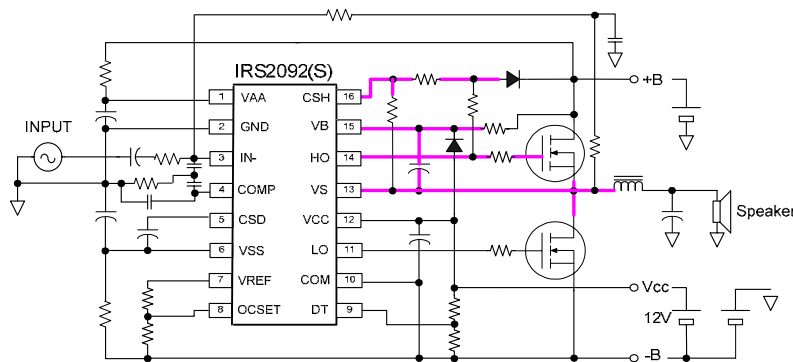 IRS2092(S)
+B
INPUT
1 VAA CSH 16
2 GND VB 15
3 IN- HO 14
4 COMP VS 13
5 CSD VCC 12
6 VSS LO 11
7 VREF COM 10
8 OCSET DT 9
Speaker
Vcc
12V
-B